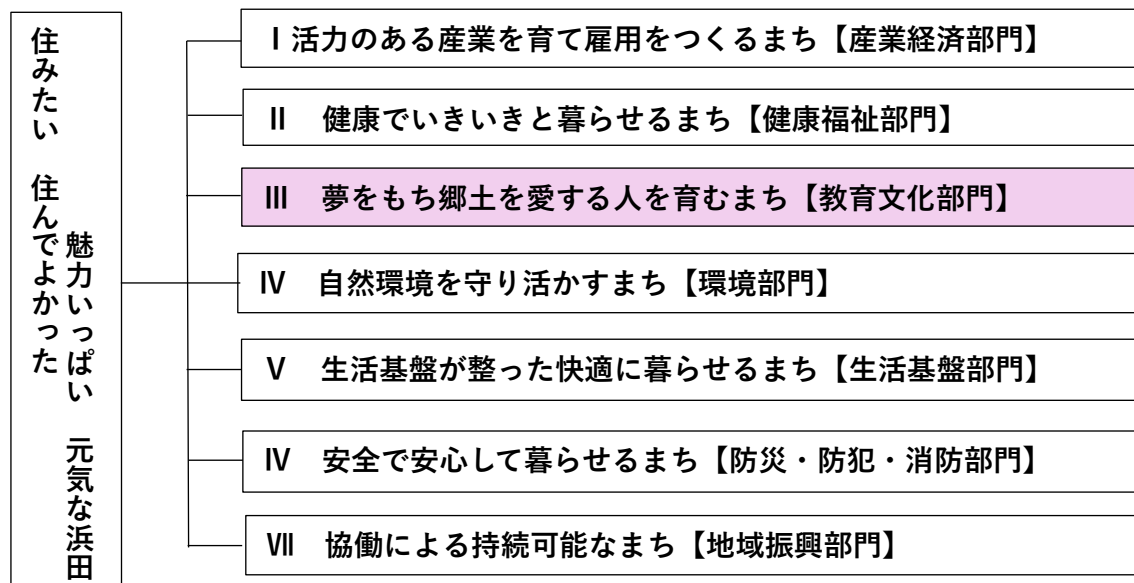 住みたい 住んでよかった
魅力いっぱい 元気な浜田
Ⅰ 活力のある産業を育て雇用をつくるまち【産業経済部門】
Ⅱ 健康でいきいきと暮らせるまち【健康福祉部門】
Ⅲ 夢をもち郷土を愛する人を育むまち【教育文化部門】
Ⅳ 自然環境を守り活かすまち【環境部門】
Ⅴ 生活基盤が整った快適に暮らせるまち【生活基盤部門】
Ⅳ 安全で安心して暮らせるまち【防災・防犯・消防部門】
Ⅶ 協働による持続可能なまち【地域振興部門】